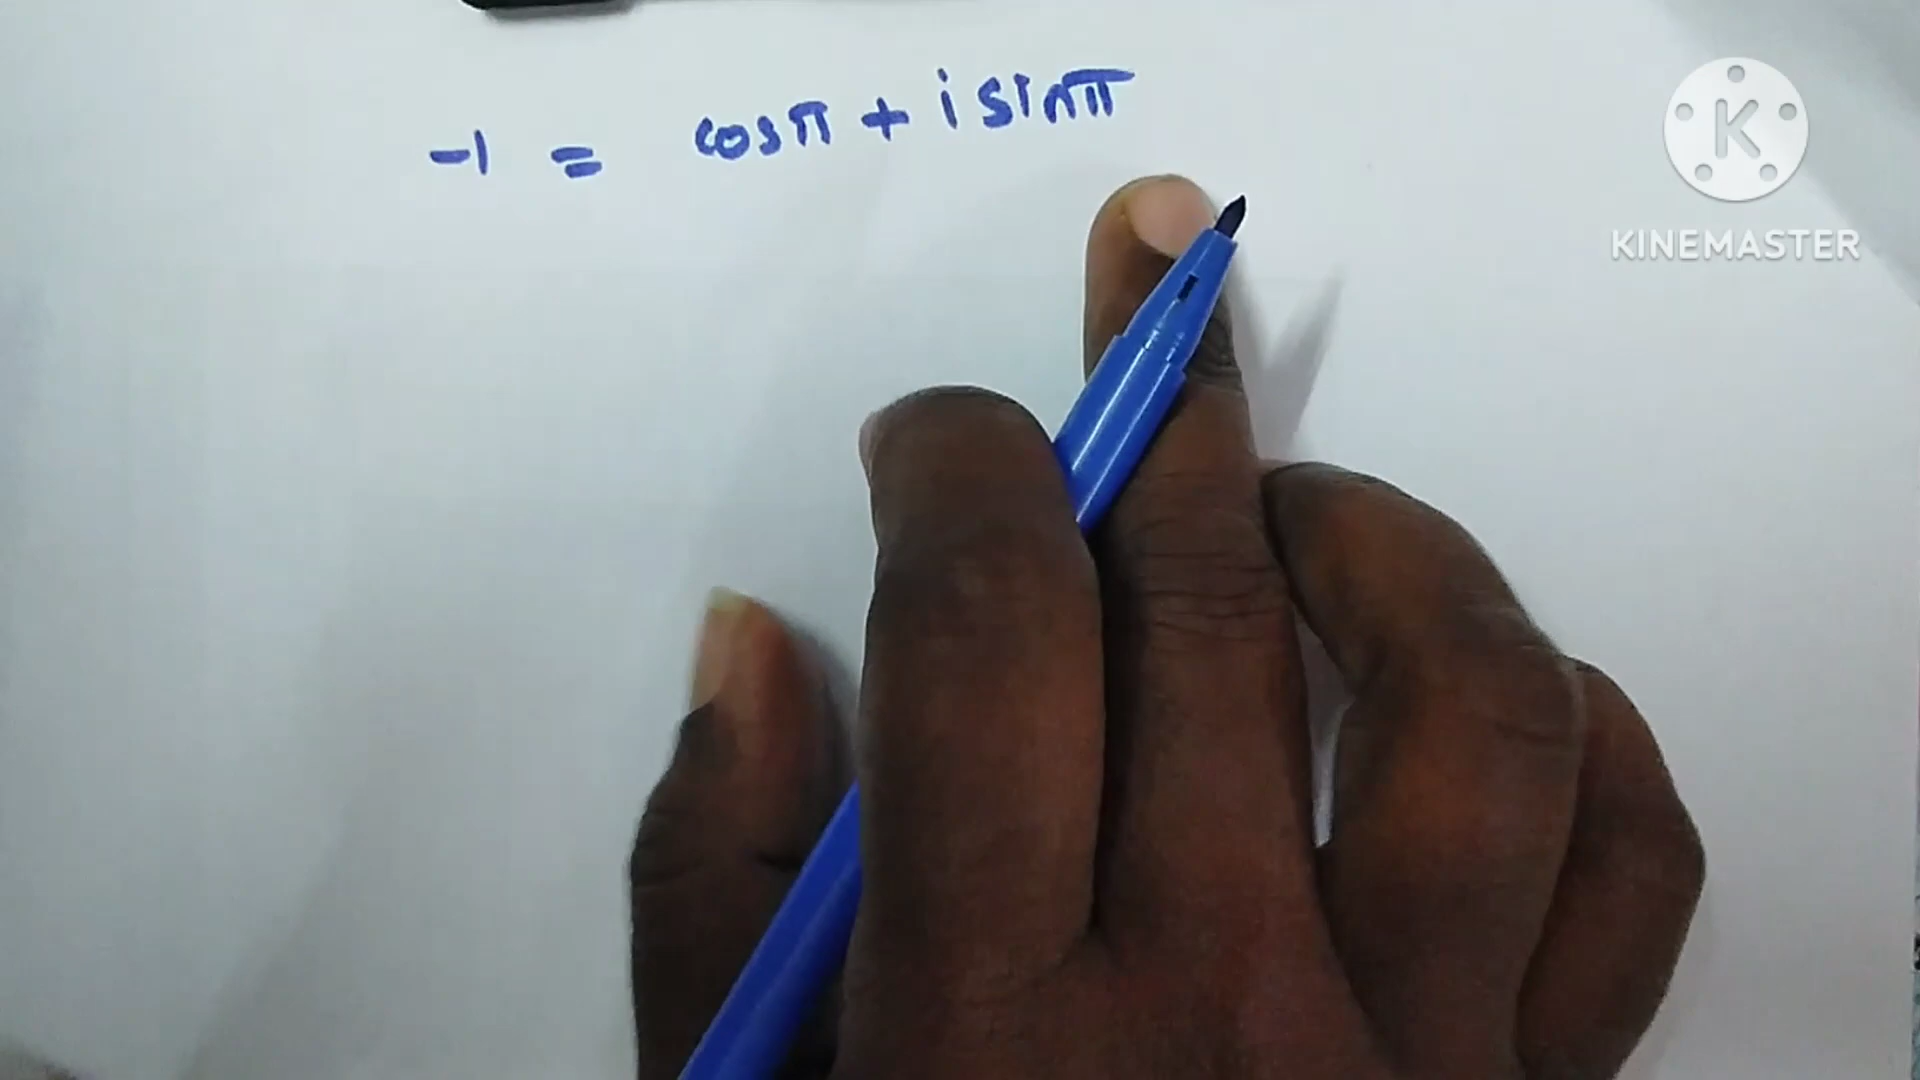 -1 = cosπ + i sinπ
K
KINEMASTER